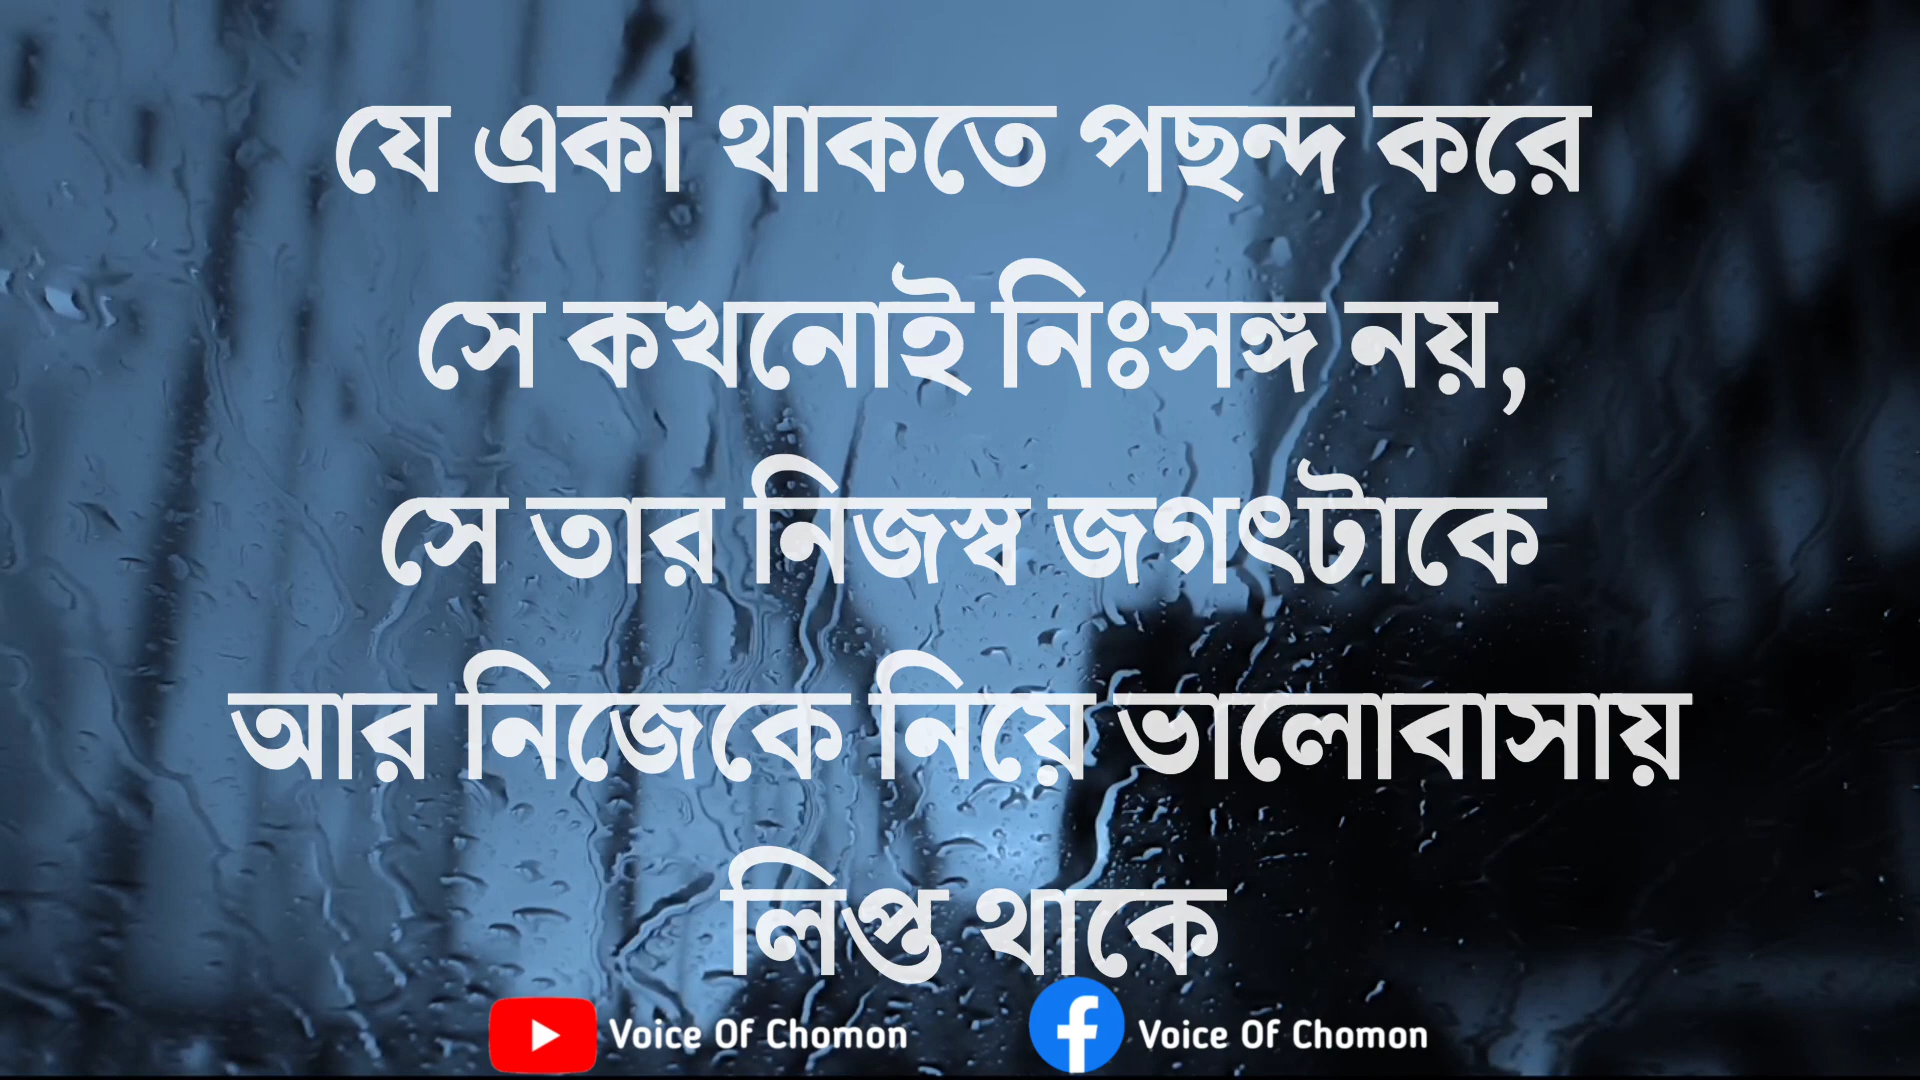 যে একা থাকতে পছন্দ করে
সে কখনোই নিঃসঙ্গ নয়,
সে তার নিজস্ব জগৎটাকে
আর নিজেকে নিয়ে ভালোবাসায়
লিপ্ত থাকে
Voice Of Chomon Voice Of Chomon